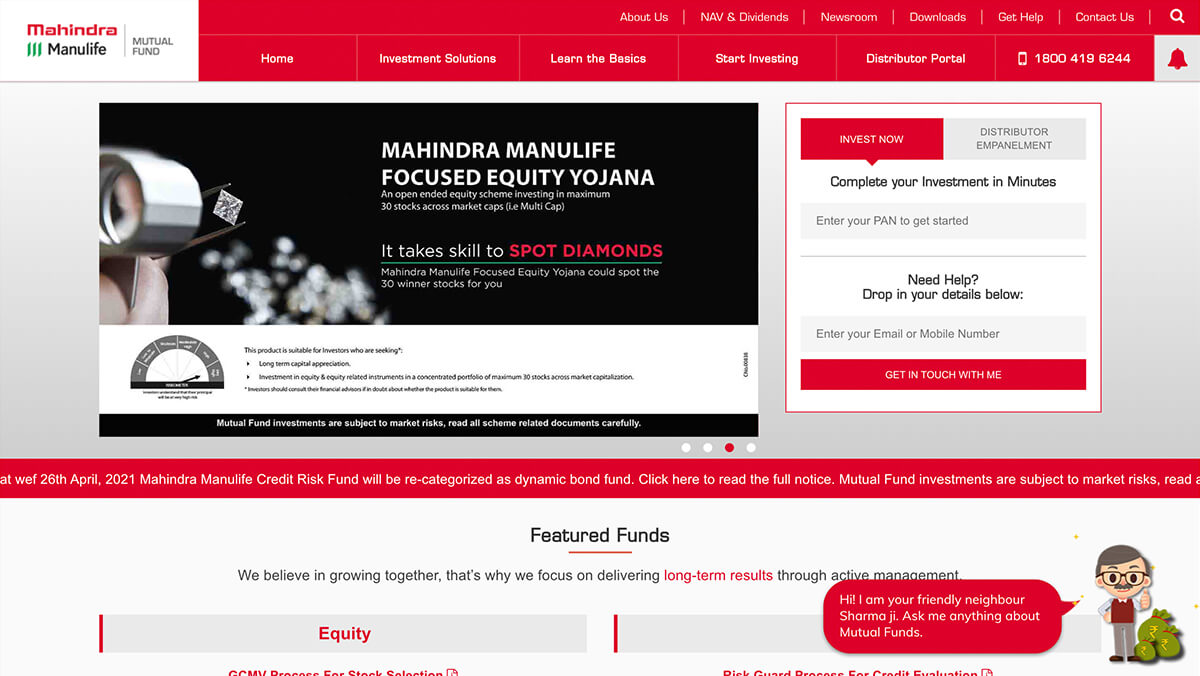 Mahindra
Manulife
MUTUAL
FUND
About Us
NAV & Dividends
Newsroom
Downloads
Get Help
Contact Us
Home
Investment Solutions
Learn the Basics
Start Investing
Distributor Portal
1800 419 6244
MAHINDRA MANULIFE
FOCUSED EQUITY YOJANA
An open ended equity scheme investing in maximum
30 stocks across market caps (i.e Multi Cap)
It takes skill to SPOT DIAMONDS
Mahindra Manulife Focused Equity Yojana could spot the
30 winner stocks for you
RISKOMETER
Investors understand that their principal
will be at very high risk
This product is suitable for Investors who are seeking*:
Long term capital appreciation.
Investment in equity & equity related instruments in a concentrated portfolio of maximum 30 stocks across market capitalization.
* Investors should consult their financial advisors if in doubt about whether the product is suitable for them.
Mutual Fund investments are subject to market risks, read all scheme related documents carefully.
INVEST NOW
DISTRIBUTOR
EMPANELMENT
Complete your Investment in Minutes
Enter your PAN to get started
Need Help?
Drop in your details below:
Enter your Email or Mobile Number
GET IN TOUCH WITH ME
at wef 26th April, 2021 Mahindra Manulife Credit Risk Fund will be re-categorized as dynamic bond fund. Click here to read the full notice. Mutual Fund investments are subject to market risks, read a
Featured Funds
We believe in growing together, that's why we focus on delivering long-term results through active management.
Equity
Hi! I am your friendly neighbour
Sharma ji. Ask me anything about
Mutual Funds.
GCMV Process For Stock Selection
Risk Guard Process For Credit Evaluation